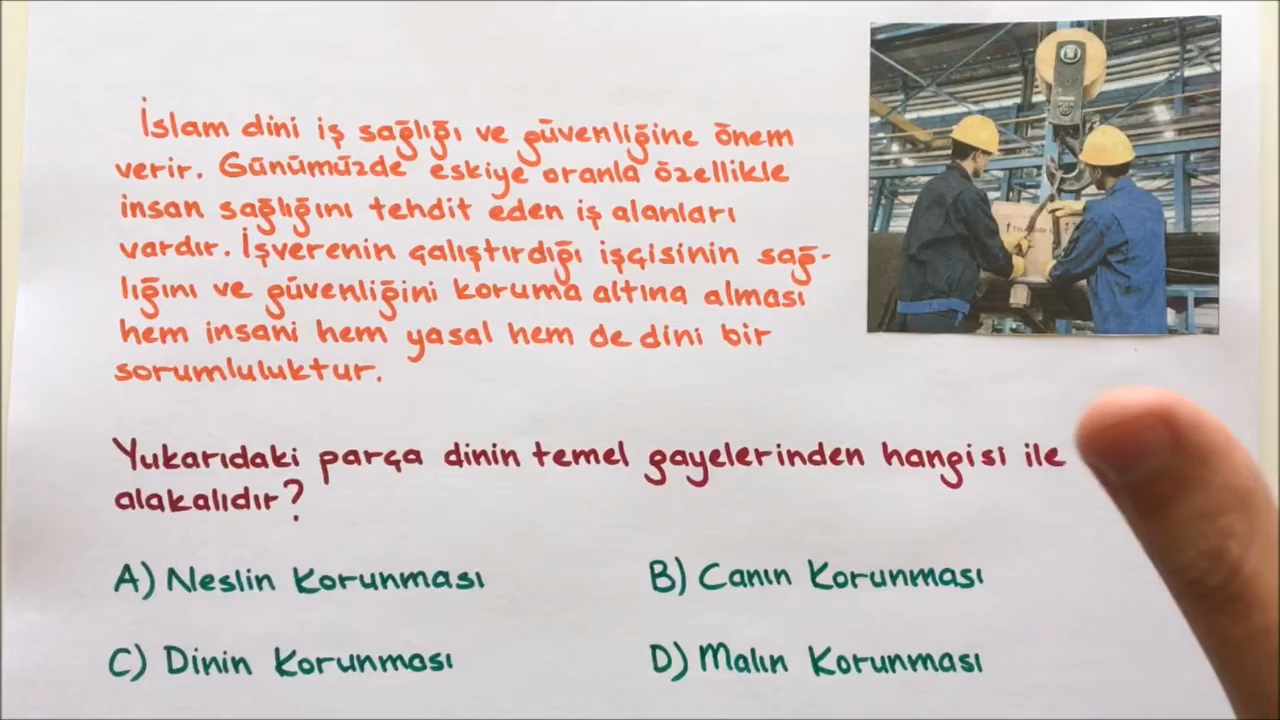 İslam dini iş sağlığı ve güvenliğine önem
verir. Günümüzde eskiye oranla özellikle
insan sağlığını tehdit eden iş alanları
vardır. İşverenin çalıştırdığı işçisinin sağ-
lığını ve güvenliğini koruma altına alması
hem insani hem yasal hem de dini bir
sorumluluktur.
Yukarıdaki parça dinin temel gayelerinden hangisi ile
alakalıdır?
A) Neslin Korunması
B) Canın Korunması
C) Dinin Korunması
D) Malın Korunması